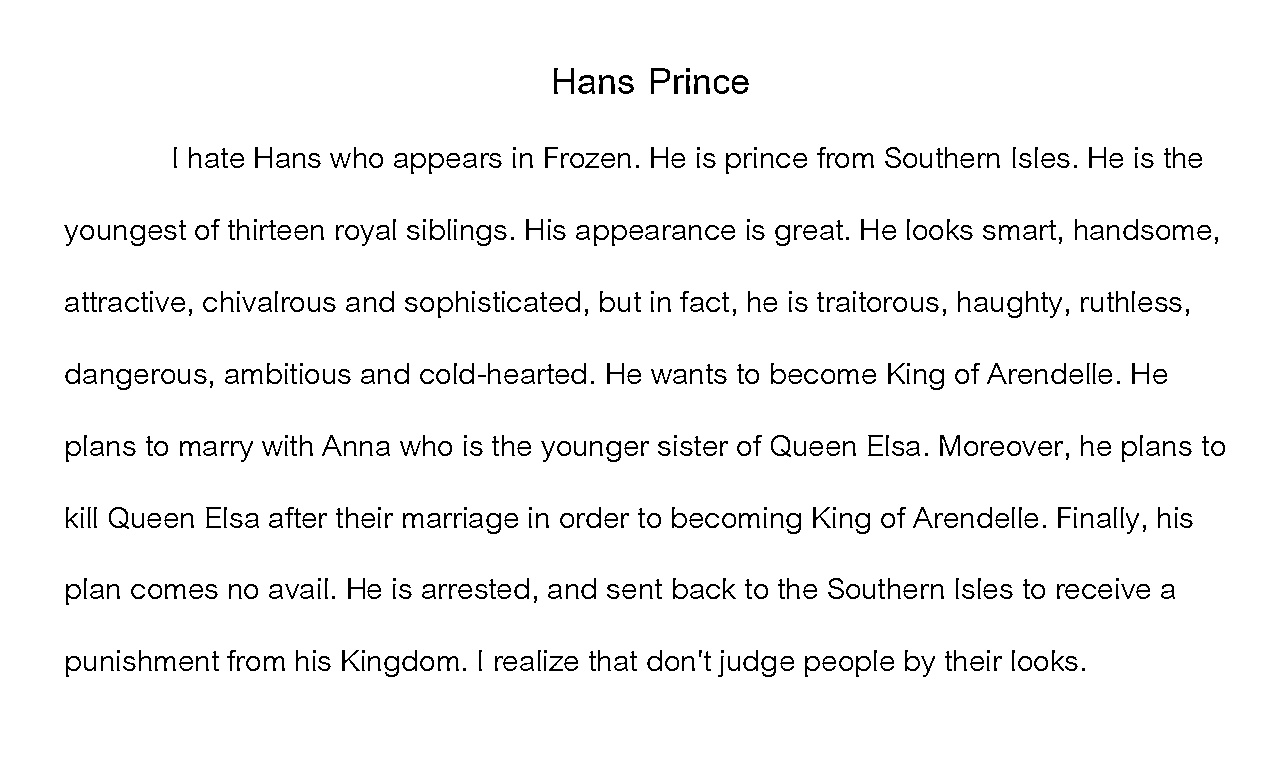 Hans Prince
I hate Hans who appears in Frozen. He is prince from Southern Isles. He is the
youngest of thirteen royal siblings. His appearance is great. He looks smart, handsome,
attractive, chivalrous and sophisticated, but in fact, he is traitorous, haughty, ruthless,
dangerous, ambitious and cold-hearted. He wants to become King of Arendelle. He
plans to marry with Anna who is the younger sister of Queen Elsa. Moreover, he plans to
kill Queen Elsa after their marriage in order to becoming King of Arendelle. Finally, his
plan comes no avail. He is arrested, and sent back to the Southern Isles to receive a
punishment from his Kingdom. I realize that don't judge people by their looks.